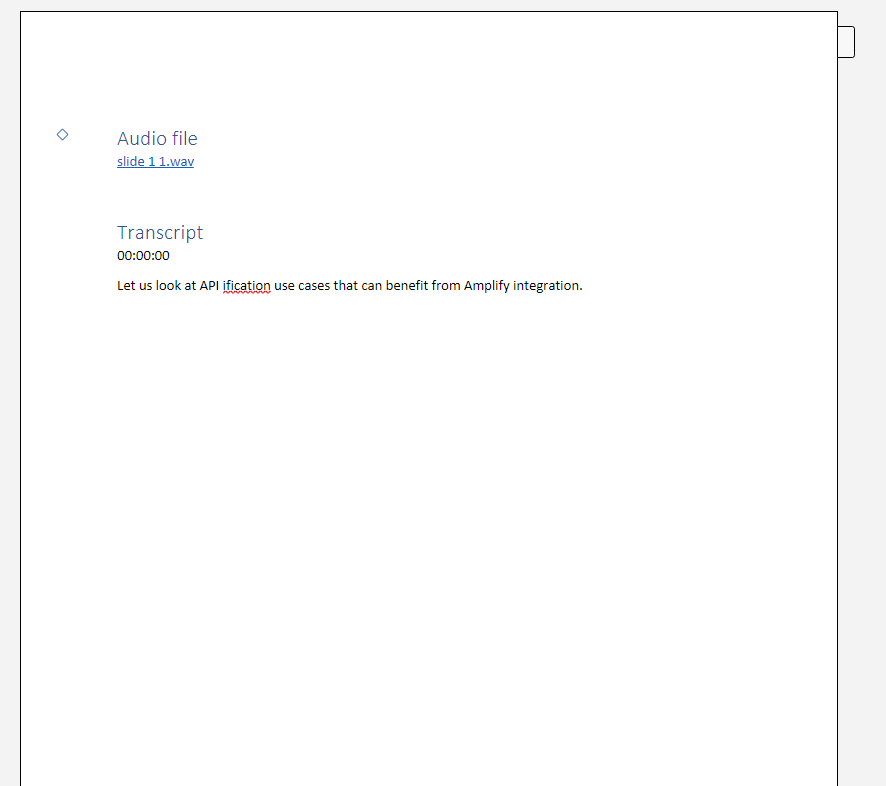 Audio file
slide 1 1.wav
Transcript
00:00:00
Let us look at API ification use cases that can benefit from Amplify integration.